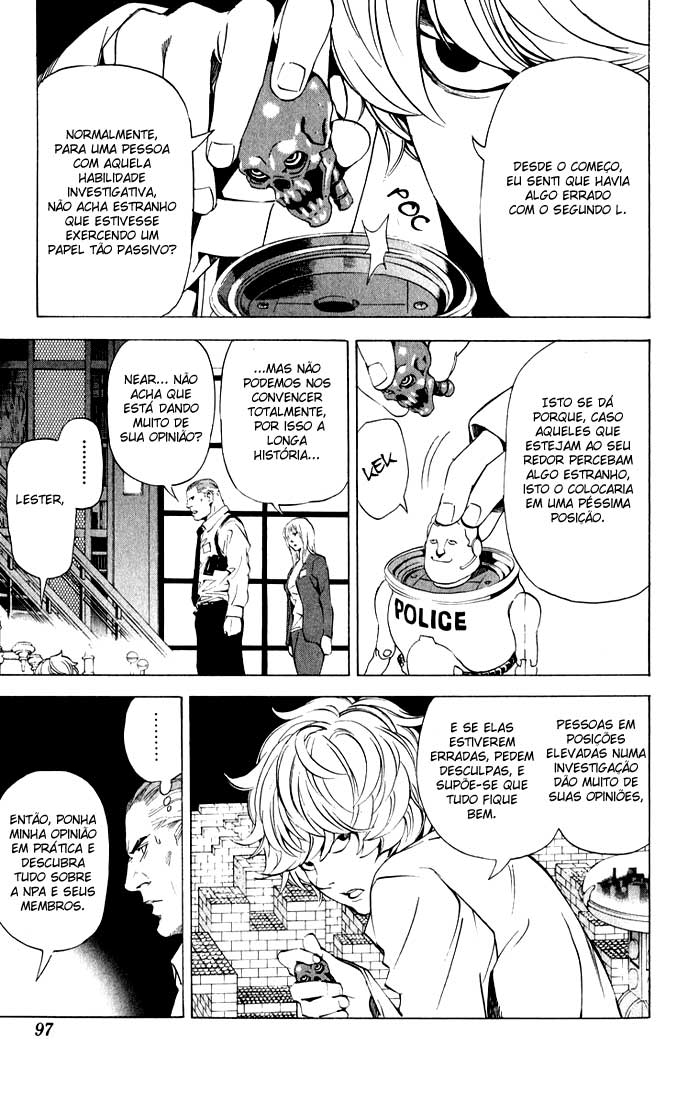 DESDE O COMEÇO,
EU SENTI QUE HAVIA
ALGO ERRADO
COM O SEGUNDO L.
NORMALMENTE,
PARA UMA PESSOA
COM AQUELA
HABILIDADE
INVESTIGATIVA,
NÃO ACHA ESTRANHO
QUE ESTIVESSE
EXERCENDO UM
PAPEL TÃO PASSIVO?
POC
ISTO SE DÁ
PORQUE, CASO
AQUELES QUE
ESTEJAM AO SEU
REDOR PERCEBAM
ALGO ESTRANHO,
ISTO O COLOCARIA
EM UMA PÉSSIMA
POSIÇÃO.
KEK
POLICE
...MAS NÃO
PODEMOS NOS
CONVENCER
TOTALMENTE,
POR ISSO A
LONGA
HISTÓRIA...
NEAR... NÃO
ACHA QUE
ESTÁ DANDO
MUITO DE
SUA OPINIÃO?
........
LESTER,
PESSOAS EM
POSIÇÕES
ELEVADAS NUMA
INVESTIGAÇÃO
DÃO MUITO DE
SUAS OPINIÕES,
E SE ELAS
ESTIVEREM
ERRADAS, PEDEM
DESCULPAS, E
SUPÕE-SE QUE
TUDO FIQUE
BEM.
........
ENTÃO, PONHA
MINHA OPINIÃO
EM PRÁTICA E
DESCUBRA
TUDO SOBRE
A NPA E SEUS
MEMBROS.
97